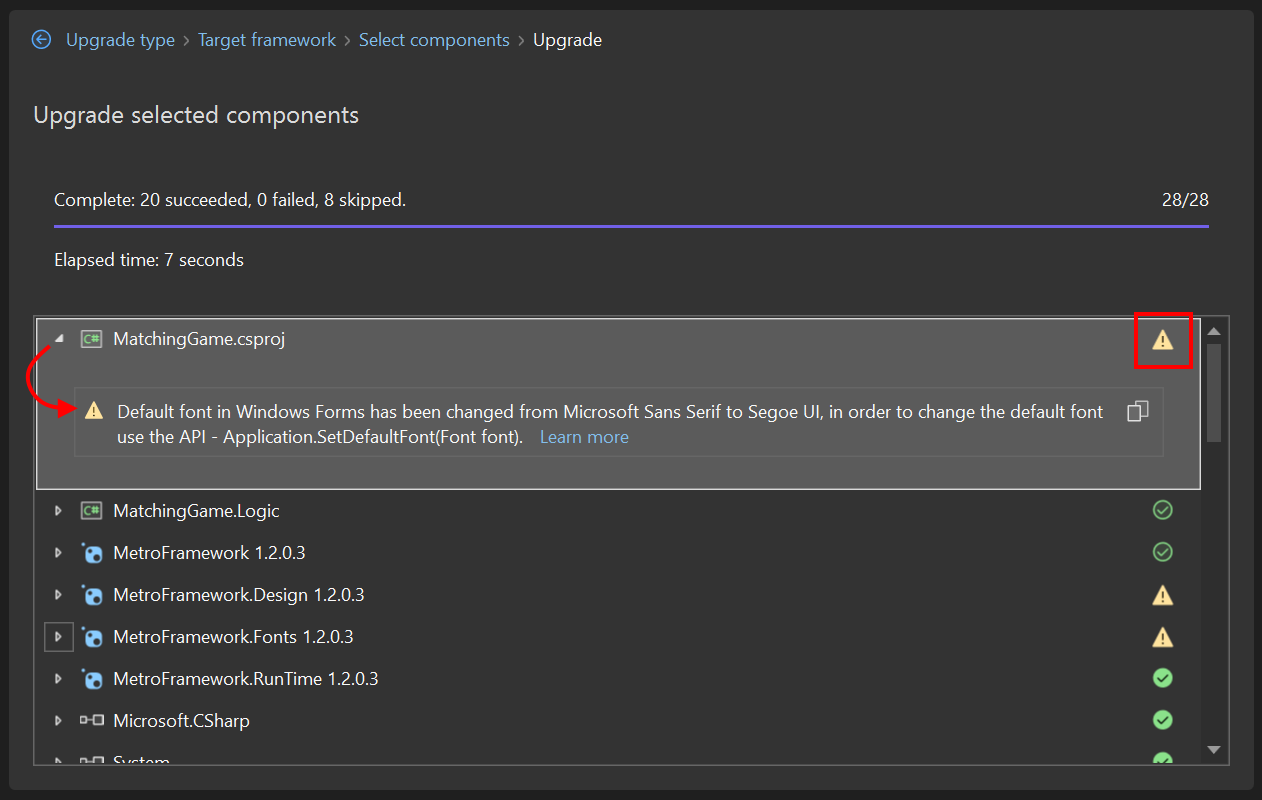 Upgrade type > Target framework > Select components > Upgrade
Upgrade selected components
Complete: 20 succeeded, 0 failed, 8 skipped. 28/28
Elapsed time: 7 seconds
C# MatchingGame.csproj
Default font in Windows Forms has been changed from Microsoft Sans Serif to Segoe UI, in order to change the default font
use the API - Application.SetDefaultFont(Font font). Learn more
C# MatchingGame.Logic
MetroFramework 1.2.0.3
MetroFramework.Design 1.2.0.3
MetroFramework.Fonts 1.2.0.3
MetroFramework.RunTime 1.2.0.3
Microsoft.CSharp
System